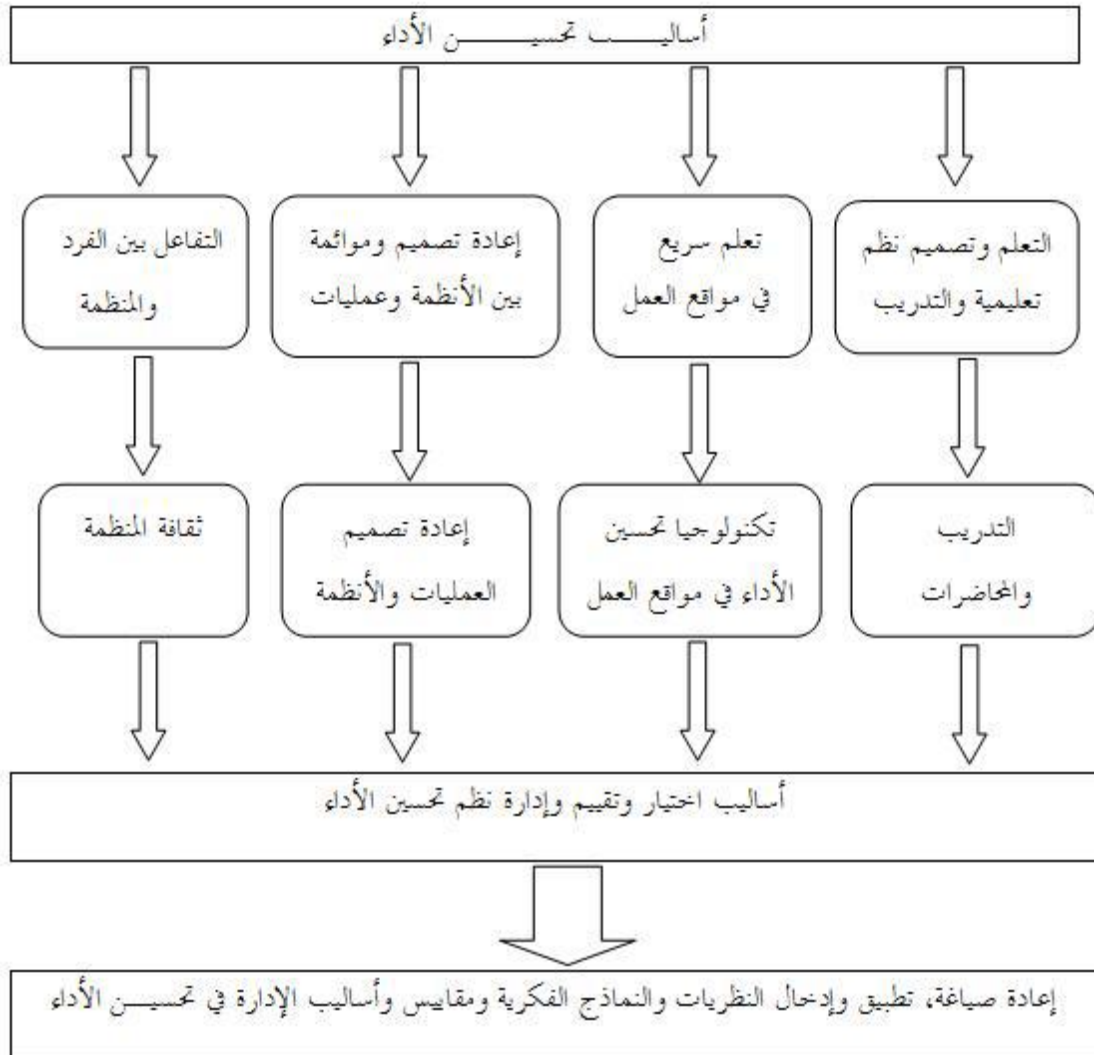 أساليب تحسين الأداء
التعلم وتصميم نظم
تعليمية والتدريب
تعلم سريع
في مواقع العمل
إعادة تصميم وموائمة
بين الأنظمة وعمليات
التفاعل بين الفرد
والمنظمة
التدريب
والمحاضرات
تكنولوجيا تحسين
الأداء في مواقع العمل
إعادة تصميم
العمليات والأنظمة
ثقافة المنظمة
أساليب اختيار وتقييم وإدارة نظم تحسين الأداء
إعادة صياغة، تطبيق وإدخال النظريات والنماذج الفكرية ومقاييس وأساليب الإدارة في تحسين الأداء